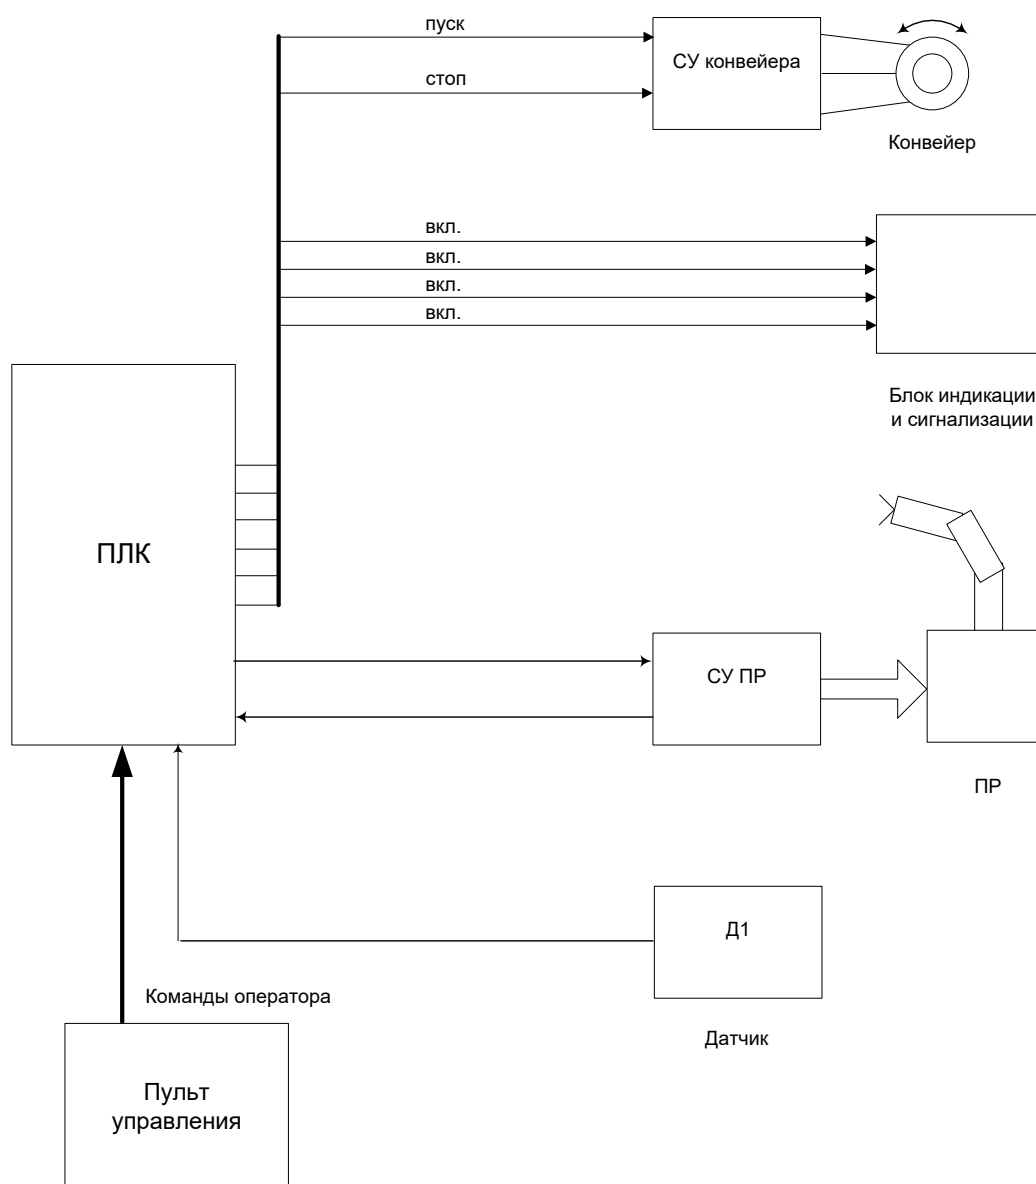 пуск
СУ конвейера
стоп
Конвейер
вкл.
вкл.
вкл.
вкл.
Блок индикации
и сигнализации
ПЛК
СУ ПР
ПР
Д1
Команды оператора
Датчик
Пульт
управления